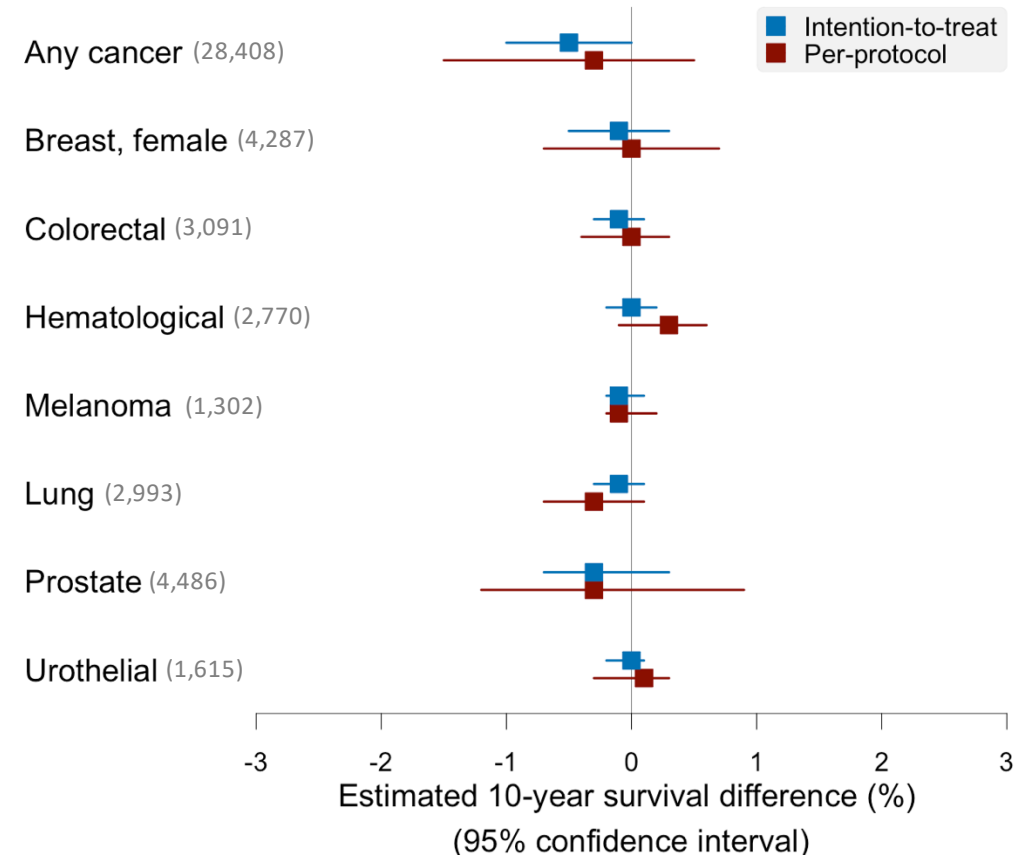 Intention-to-treat
Per-protocol
Any cancer (28,408)
Breast, female (4,287)
Colorectal (3,091)
Hematological (2,770)
Melanoma (1,302)
Lung (2,993)
Prostate (4,486)
Urothelial (1,615)
-3 -2 -1 0 1 2 3
Estimated 10-year survival difference (%)
(95% confidence interval)